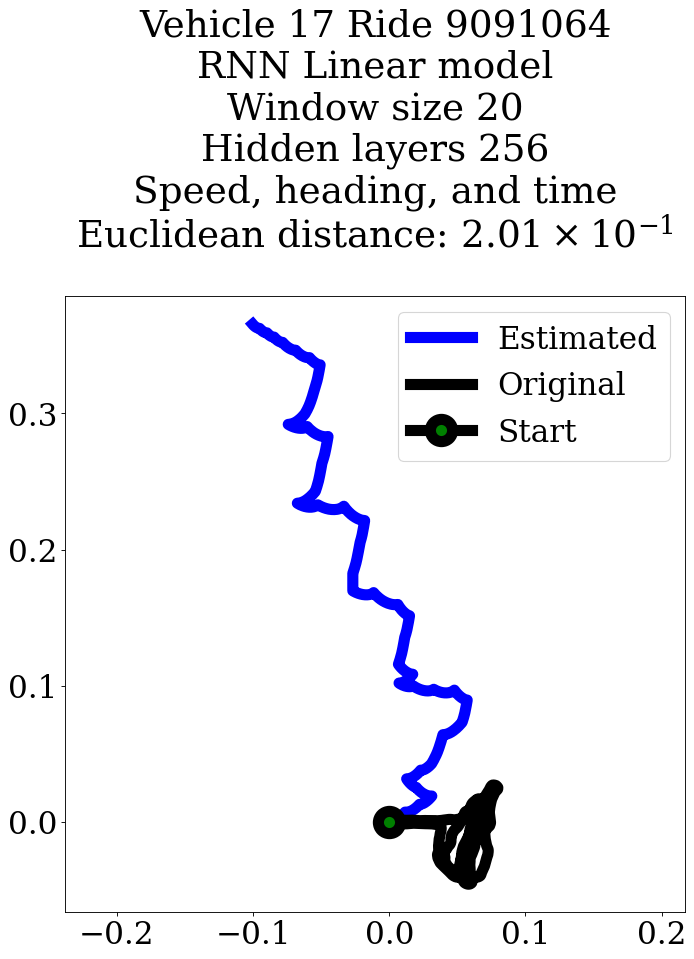 Vehicle 17 Ride 9091064
RNN Linear model
Window size 20
Hidden layers 256
Speed, heading, and time
Euclidean distance: 2.01 × 10⁻¹
Estimated
Original
Start
0.3
0.2
0.1
0.0
−0.2 −0.1 0.0 0.1 0.2